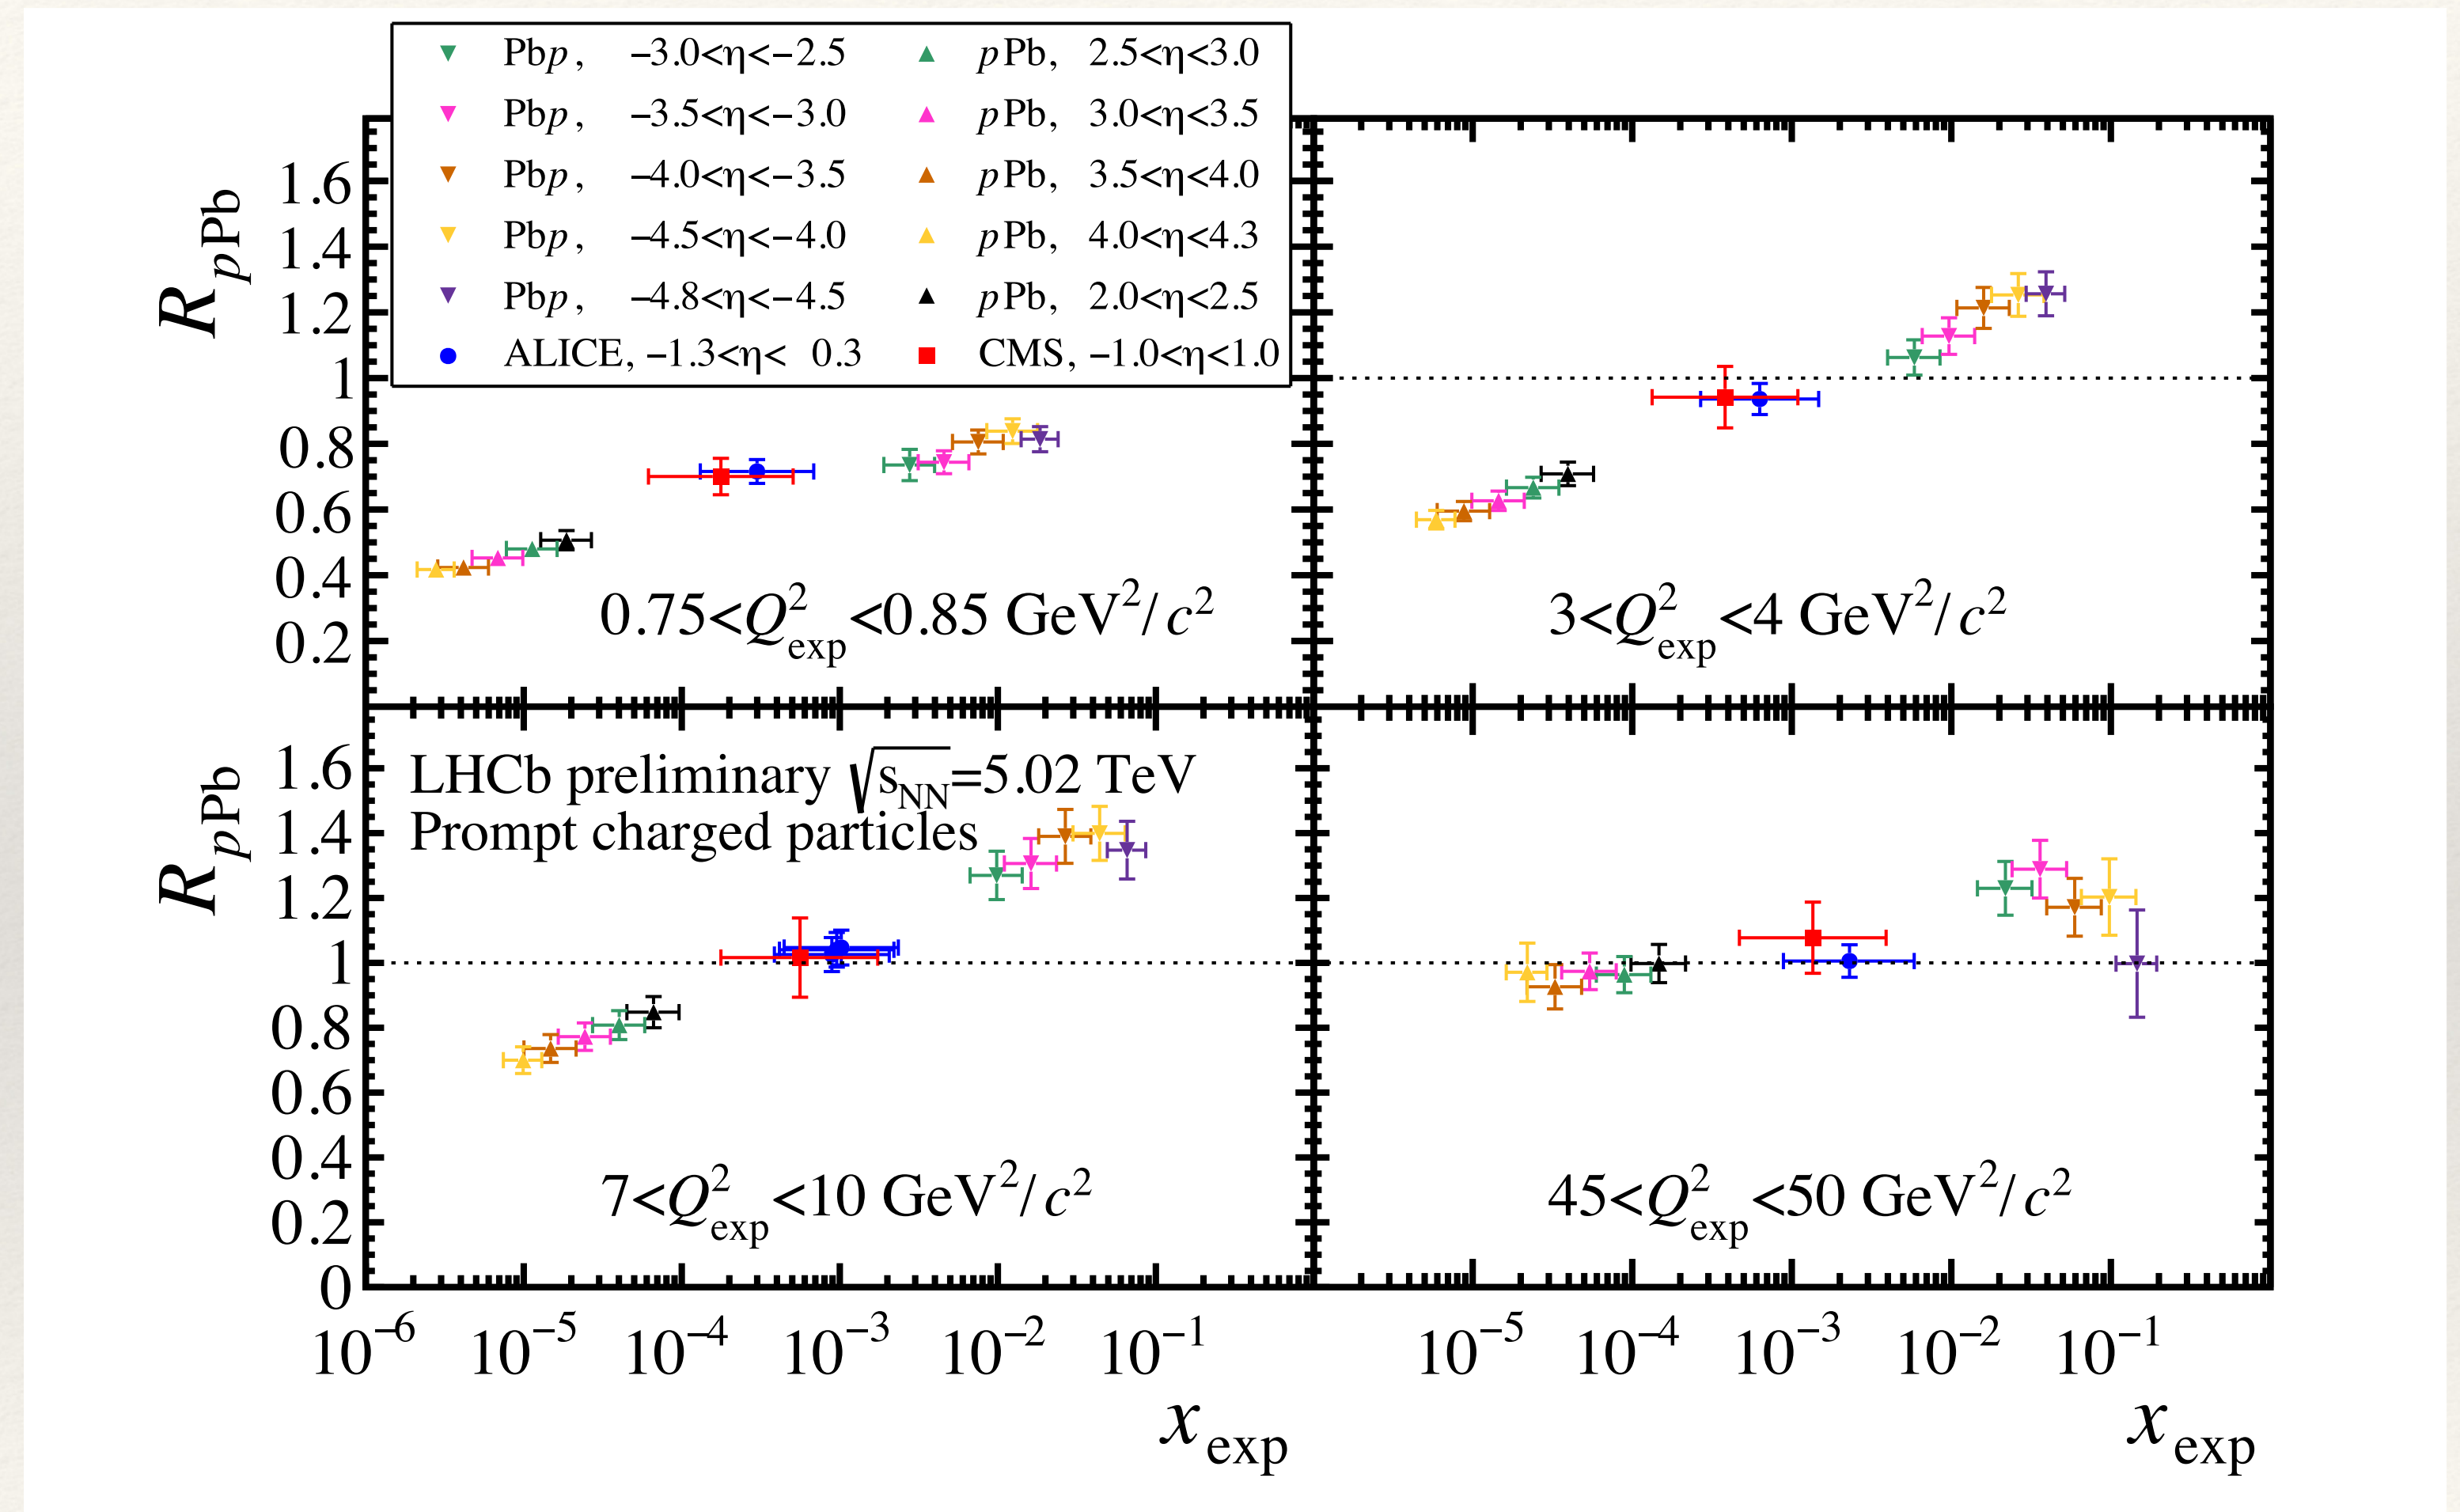 Pbp, −3.0<η<−2.5 pPb, 2.5<η<3.0
Pbp, −3.5<η<−3.0 pPb, 3.0<η<3.5
Pbp, −4.0<η<−3.5 pPb, 3.5<η<4.0
Pbp, −4.5<η<−4.0 pPb, 4.0<η<4.3
Pbp, −4.8<η<−4.5 pPb, 2.0<η<2.5
ALICE, −1.3<η< 0.3 CMS, −1.0<η<1.0
R_pPb
1.6
1.4
1.2
1
0.8
0.6
0.4
0.2
0.75<Q²_exp<0.85 GeV²/c²
3<Q²_exp<4 GeV²/c²
R_pPb
1.6
1.4
1.2
1
0.8
0.6
0.4
0.2
0
LHCb preliminary √s_NN=5.02 TeV
Prompt charged particles
7<Q²_exp<10 GeV²/c²
45<Q²_exp<50 GeV²/c²
10⁻⁶ 10⁻⁵ 10⁻⁴ 10⁻³ 10⁻² 10⁻¹ 10⁻⁵ 10⁻⁴ 10⁻³ 10⁻² 10⁻¹
x_exp x_exp